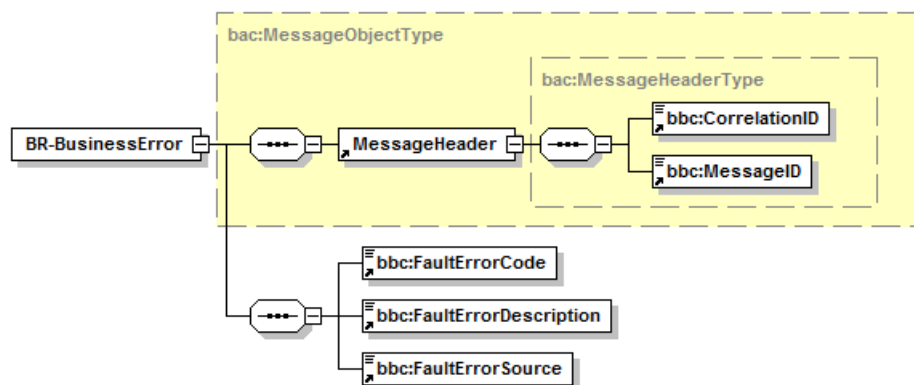 bac:MessageObjectType
bac:MessageHeaderType
BR-BusinessError
MessageHeader
bbc:CorrelationID
bbc:MessageID
bbc:FaultErrorCode
bbc:FaultErrorDescription
bbc:FaultErrorSource